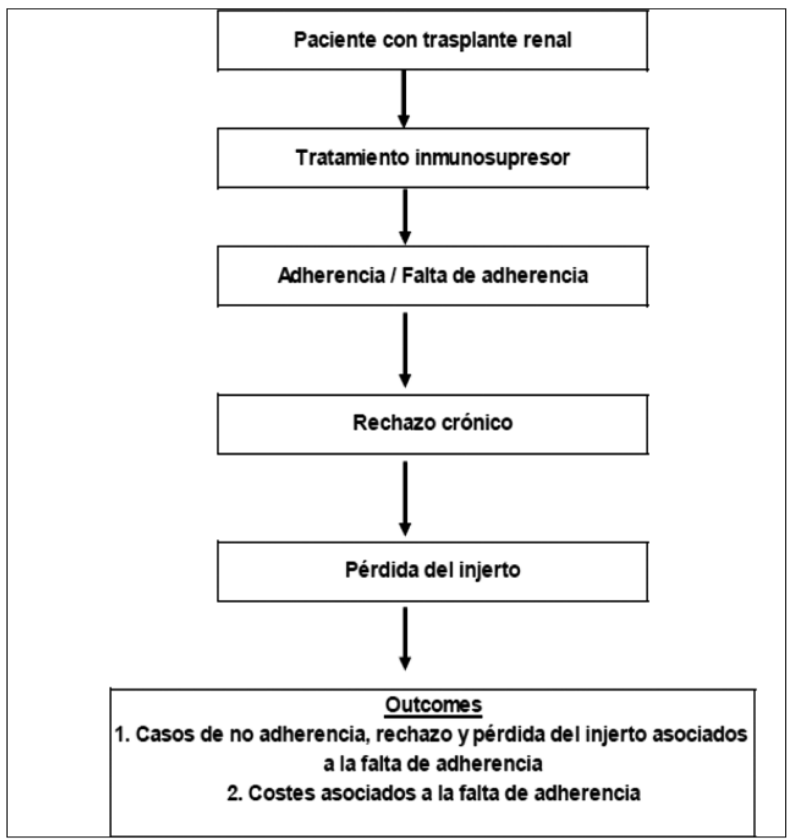 Paciente con trasplante renal
Tratamiento inmunosupresor
Adherencia / Falta de adherencia
Rechazo crónico
Pérdida del injerto
Outcomes
1. Casos de no adherencia, rechazo y pérdida del injerto asociados
a la falta de adherencia
2. Costes asociados a la falta de adherencia